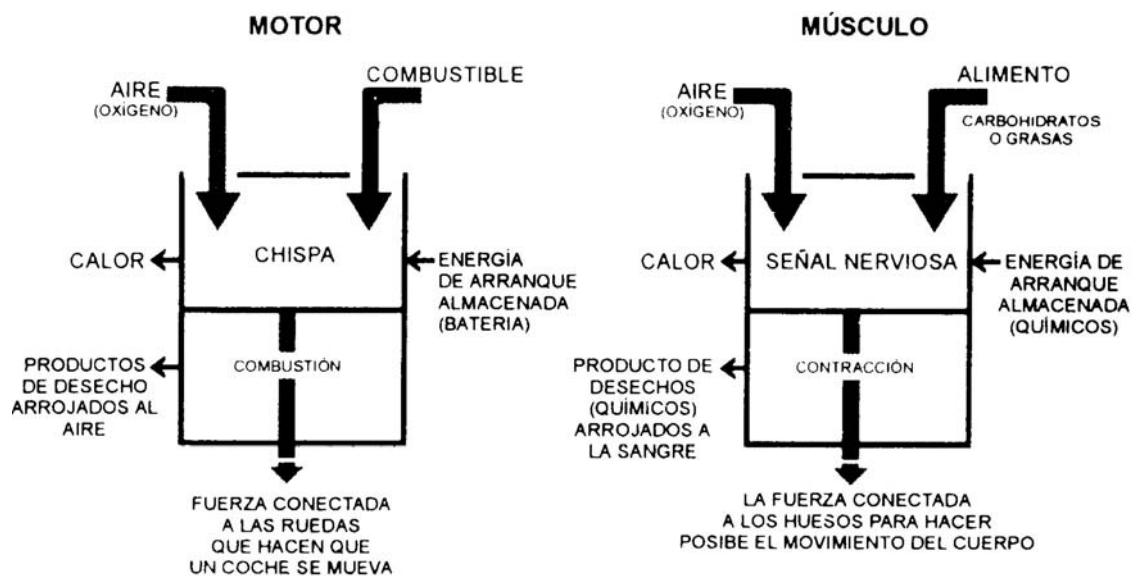 MOTOR
AIRE
(OXÍGENO)
COMBUSTIBLE
CHISPA
CALOR
ENERGÍA
DE ARRANQUE
ALMACENADA
(BATERIA)
PRODUCTOS
DE DESECHO
ARROJADOS AL
AIRE
COMBUSTIÓN
FUERZA CONECTADA
A LAS RUEDAS
QUE HACEN QUE
UN COCHE SE MUEVA
MÚSCULO
AIRE
(OXÍGENO)
ALIMENTO
CARBOHIDRATOS
O GRASAS
SEÑAL NERVIOSA
CALOR
ENERGÍA DE
ARRANQUE
ALMACENADA
(QUÍMICOS)
PRODUCTO DE
DESECHOS
(QUÍMICOS)
ARROJADOS A
LA SANGRE
CONTRACCIÓN
LA FUERZA CONECTADA
A LOS HUESOS PARA HACER
POSIBE EL MOVIMIENTO DEL CUERPO